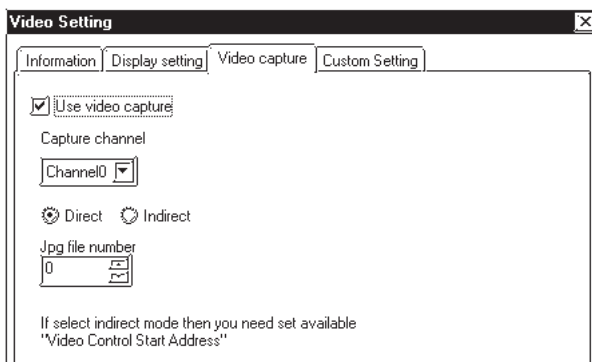 Video Setting
Information Display setting Video capture Custom Setting
Use video capture
Capture channel
Channel0
Direct Indirect
Jpg file number
0
If select indirect mode then you need set available
"Video Control Start Address"